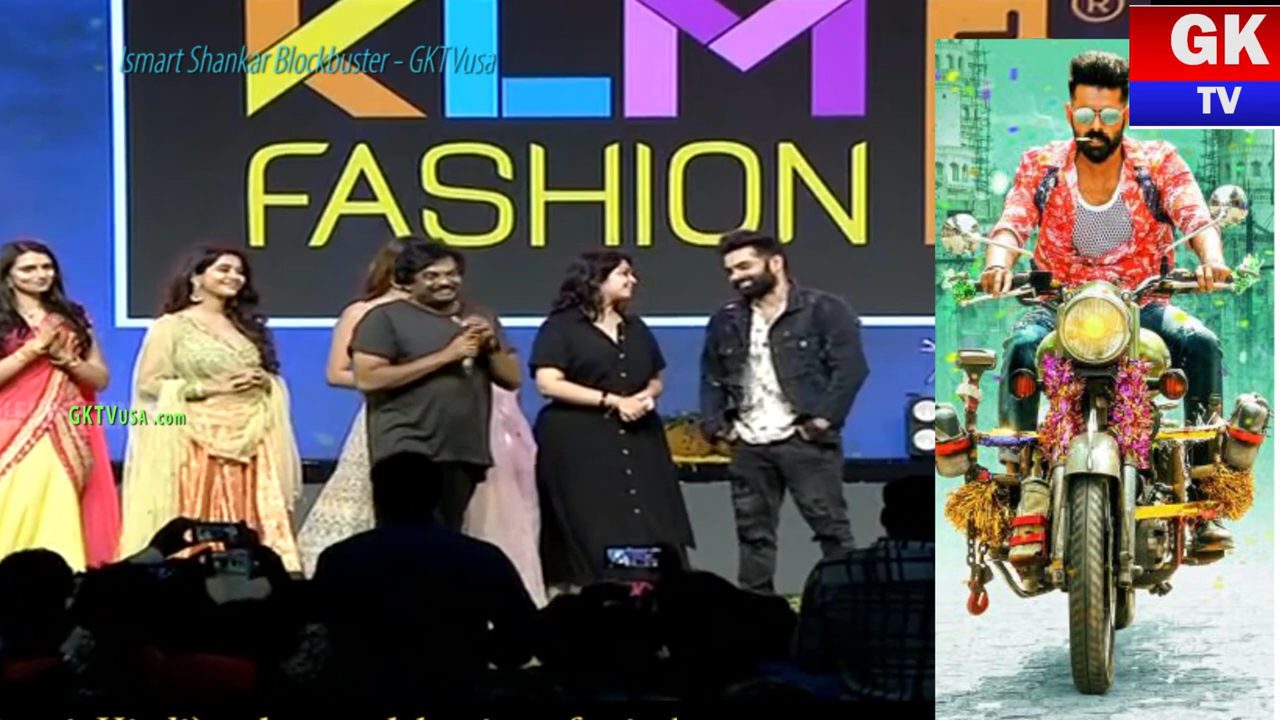 KLM
®
Ismart Shankar Blockbuster - GKTVusa
FASHION
GK
TV
GKTVUSA .com